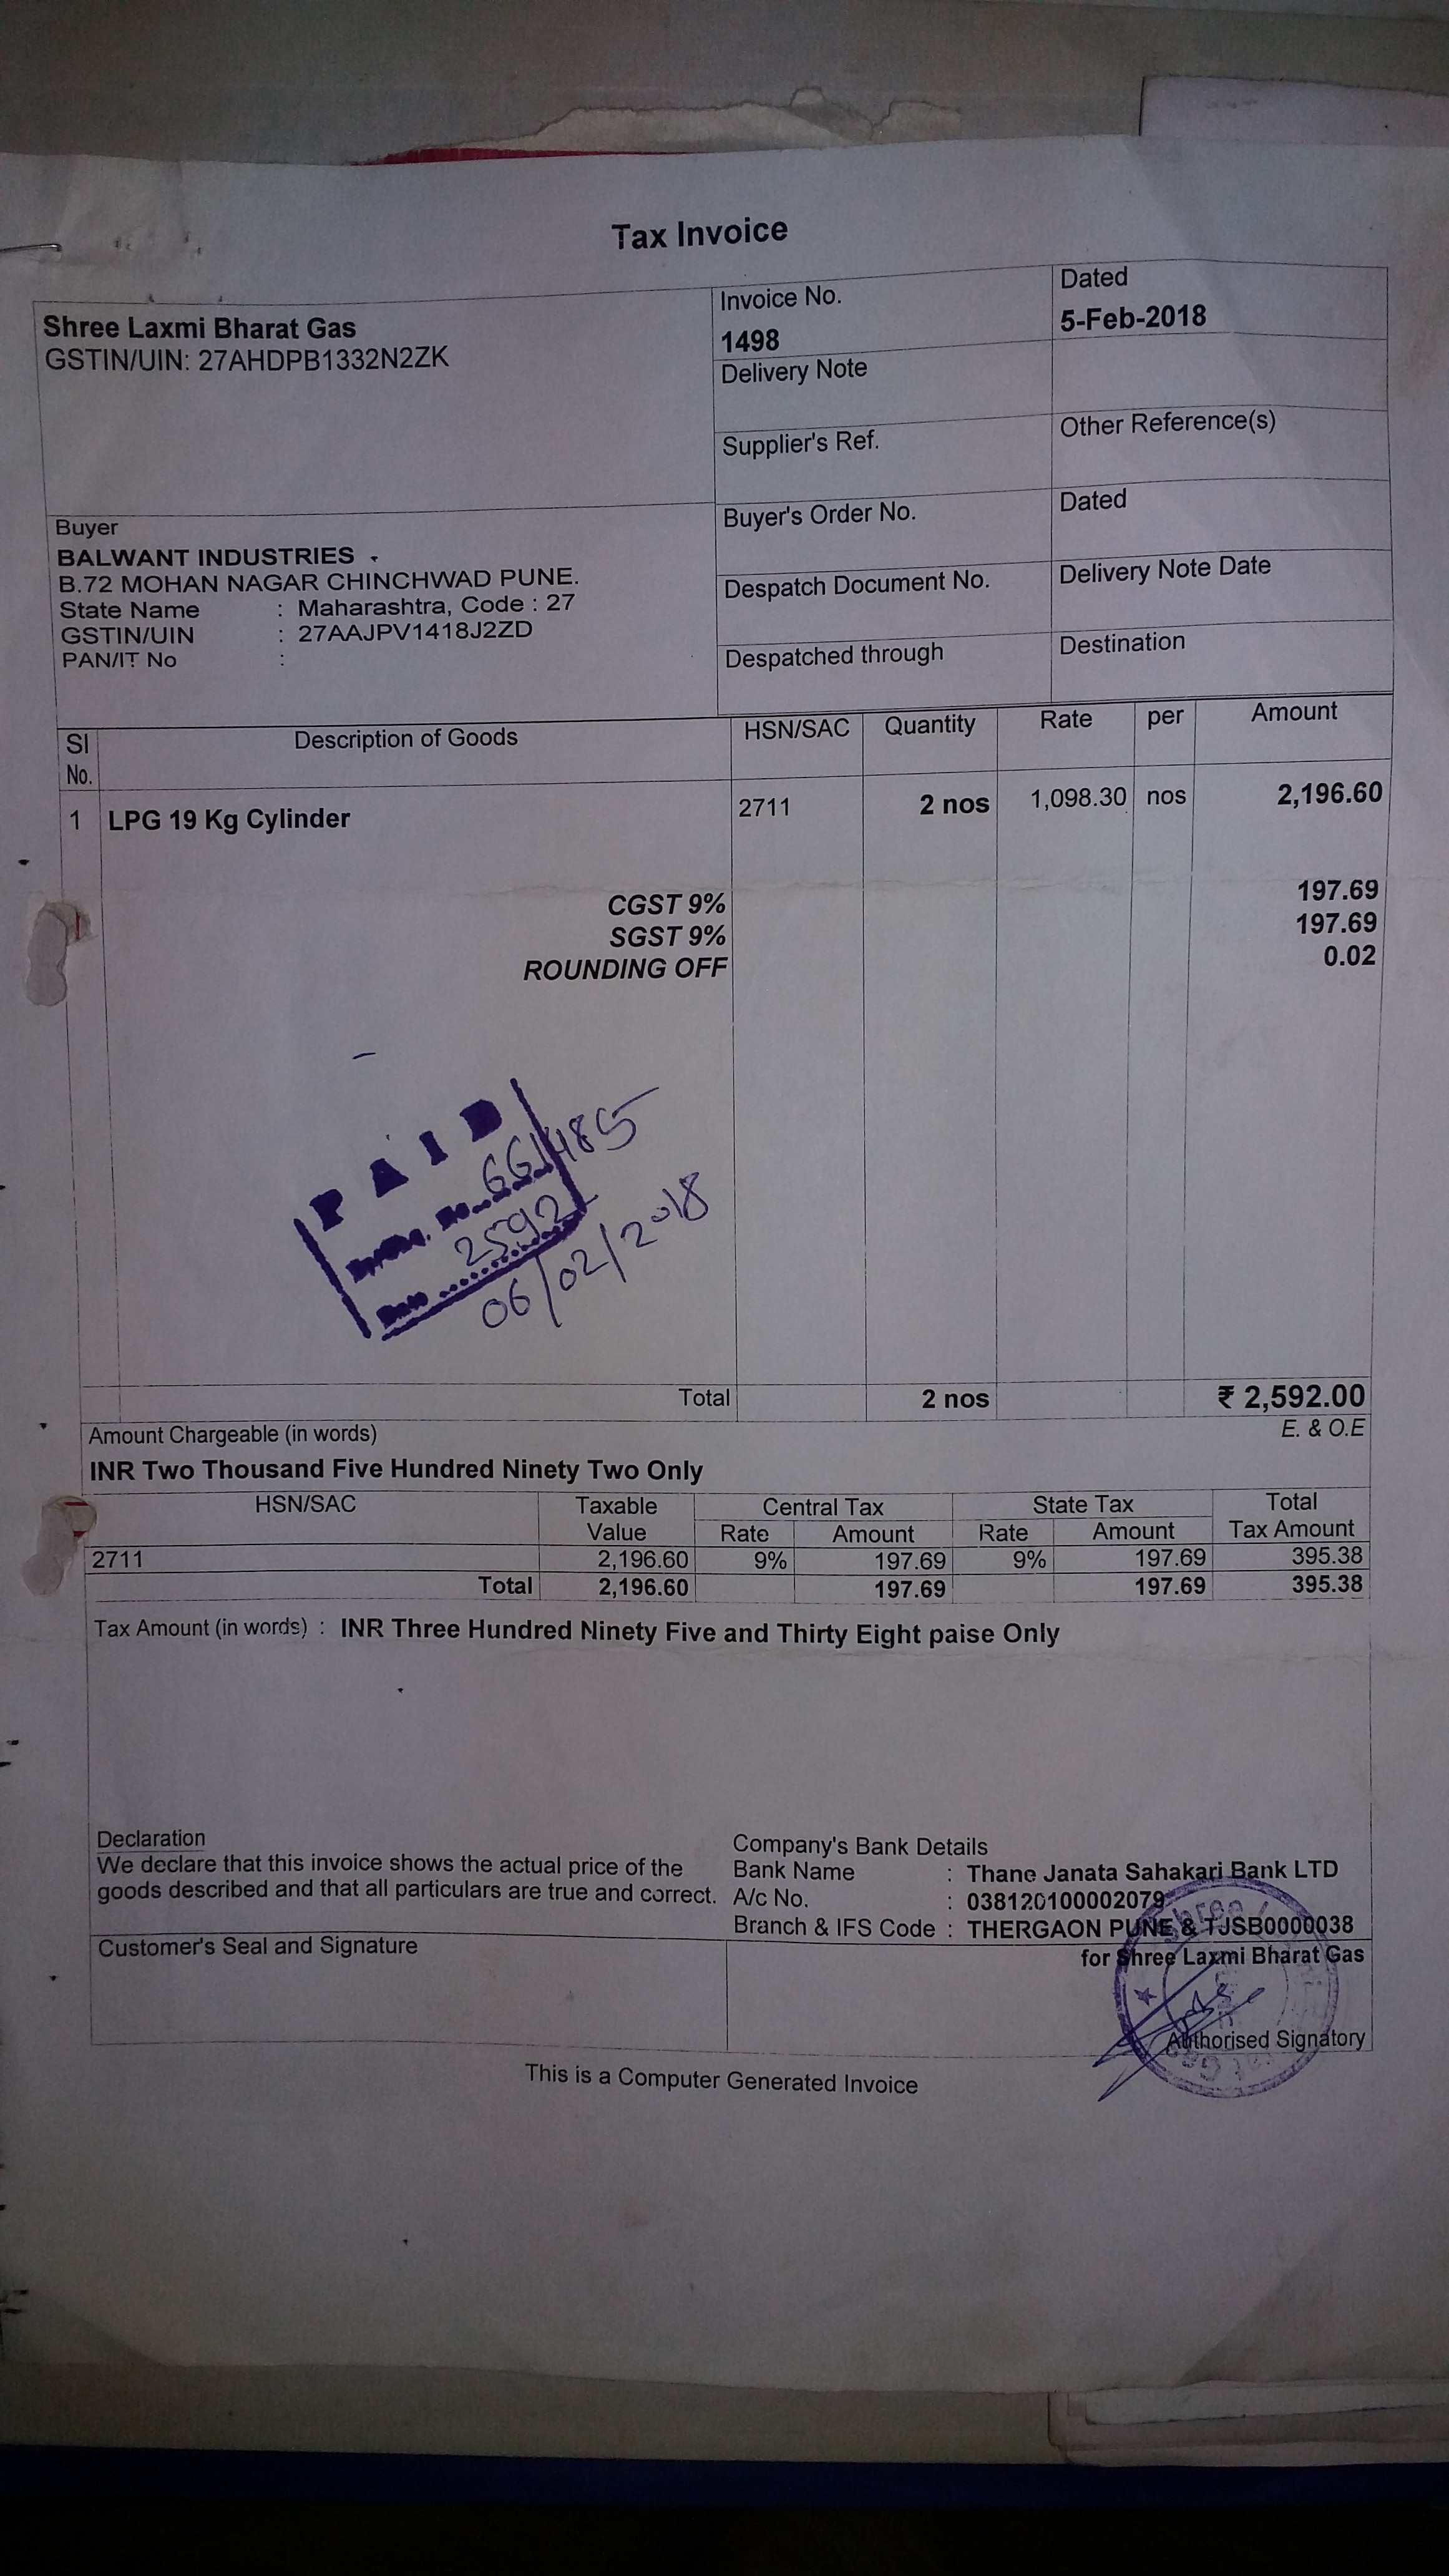 Tax Invoice
Shree Laxmi Bharat Gas
GSTIN/UIN: 27AHDPB1332N2ZK
Invoice No.
1498
Dated
5-Feb-2018
Delivery Note
Supplier's Ref.
Other Reference(s)
Buyer
BALWANT INDUSTRIES
B.72 MOHAN NAGAR CHINCHWAD PUNE.
State Name : Maharashtra, Code : 27
GSTIN/UIN : 27AAJPV1418J2ZD
PAN/IT No :
Buyer's Order No.
Dated
Despatch Document No.
Delivery Note Date
Despatched through
Destination
Sl No. Description of Goods HSN/SAC Quantity Rate per Amount
1 LPG 19 Kg Cylinder 2711 2 nos 1,098.30 nos 2,196.60
CGST 9% 197.69
SGST 9% 197.69
ROUNDING OFF 0.02
PAID
2592
Date
06/02/2018
Total 2 nos ₹ 2,592.00
Amount Chargeable (in words) E. & O.E
INR Two Thousand Five Hundred Ninety Two Only
HSN/SAC Taxable Value Central Tax State Tax Total Tax Amount
Rate Amount Rate Amount
2711 2,196.60 9% 197.69 9% 197.69 395.38
Total 2,196.60 197.69 197.69 395.38
Tax Amount (in words) : INR Three Hundred Ninety Five and Thirty Eight paise Only
Declaration
We declare that this invoice shows the actual price of the
goods described and that all particulars are true and correct.
Company's Bank Details
Bank Name : Thane Janata Sahakari Bank LTD
A/c No. : 038120100002079
Branch & IFS Code : THERGAON PUNE & TJSB0000038
Customer's Seal and Signature
for Shree Laxmi Bharat Gas
Authorised Signatory
This is a Computer Generated Invoice